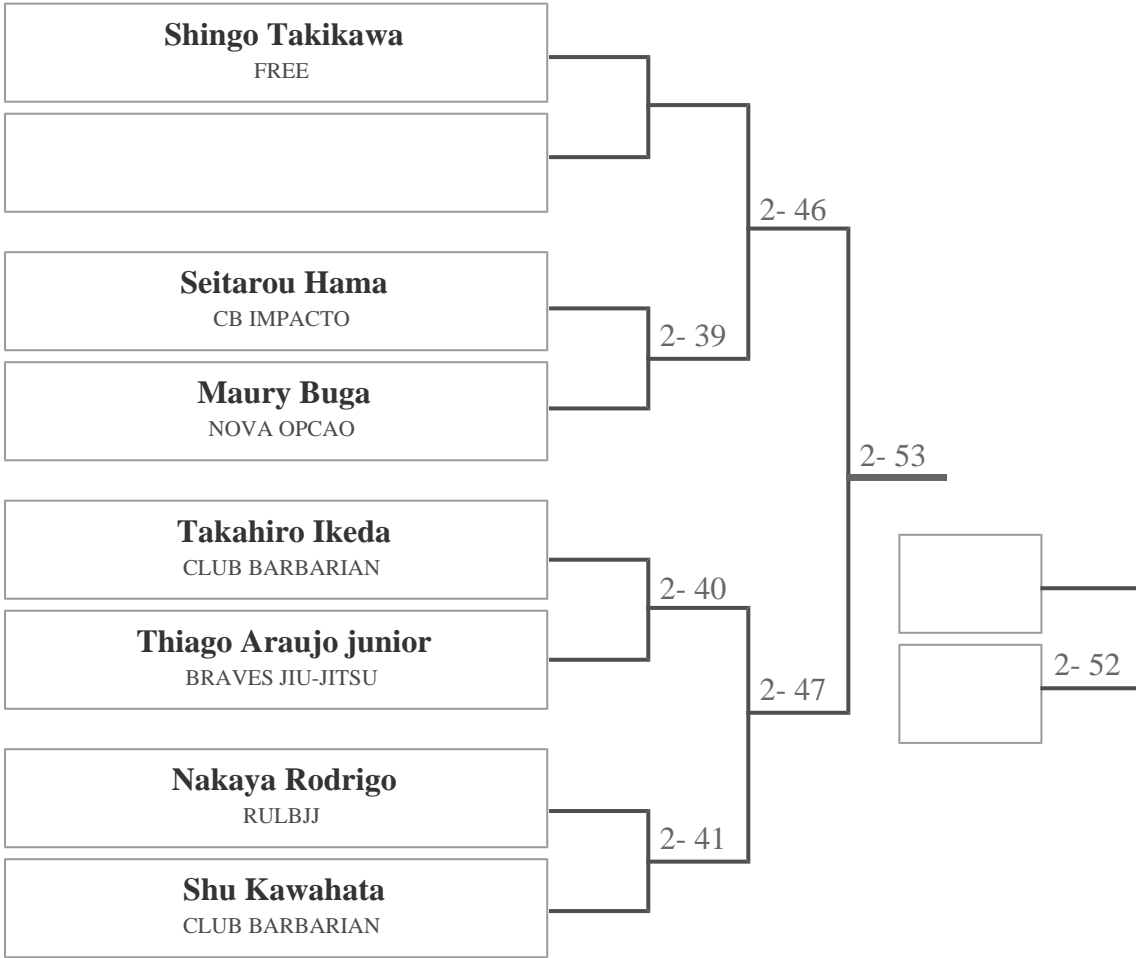 Shingo Takikawa
FREE
2- 46
Seitarou Hama
CB IMPACTO
2- 39
Maury Buga
NOVA OPCAO
2- 53
Takahiro Ikeda
CLUB BARBARIAN
2- 40
Thiago Araujo junior
BRAVES JIU-JITSU
2- 47
2- 52
Nakaya Rodrigo
RULBJJ
2- 41
Shu Kawahata
CLUB BARBARIAN